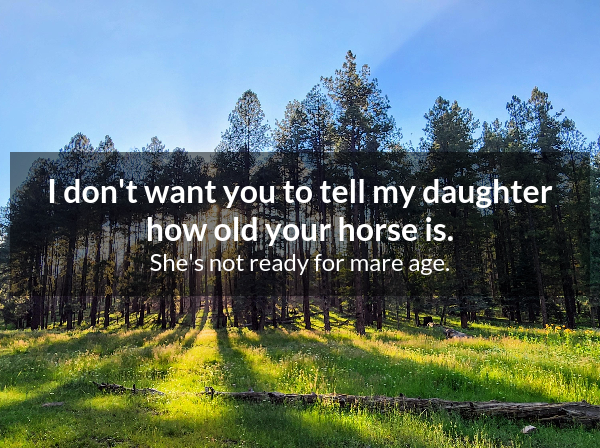 I don't want you to tell my daughter
how old your horse is.
She's not ready for mare age.